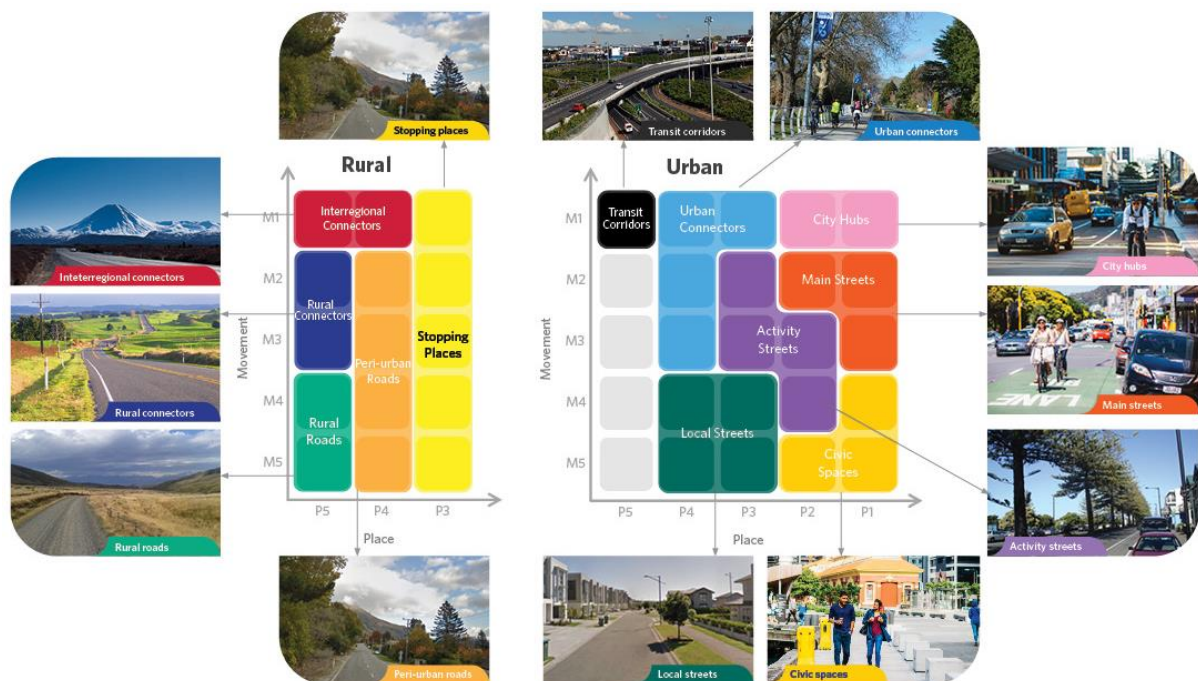 Stopping places
Transit corridors
Urban connectors
Rural
Urban
Inteterregional connectors
Rural connectors
Rural roads
Movement
M1
M2
M3
M4
M5
Interregional
Connectors
Rural
Connectors
Peri-urban
Roads
Stopping
Places
Rural
Roads
P5
P4
P3
Place
Peri-urban roads
Movement
M1
M2
M3
M4
M5
Transit
Corridors
Urban
Connectors
City Hubs
Main Streets
Activity
Streets
Local Streets
Civic
Spaces
P5
P4
P3
P2
P1
Place
City hubs
LANE
Main streets
Activity streets
Local streets
Civic spaces